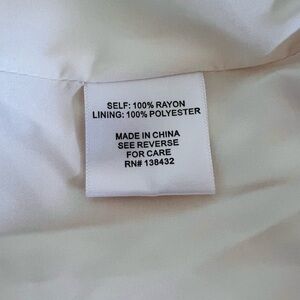 SELF: 100% RAYON
LINING: 100% POLYESTER
MADE IN CHINA
SEE REVERSE
FOR CARE
RN# 138432